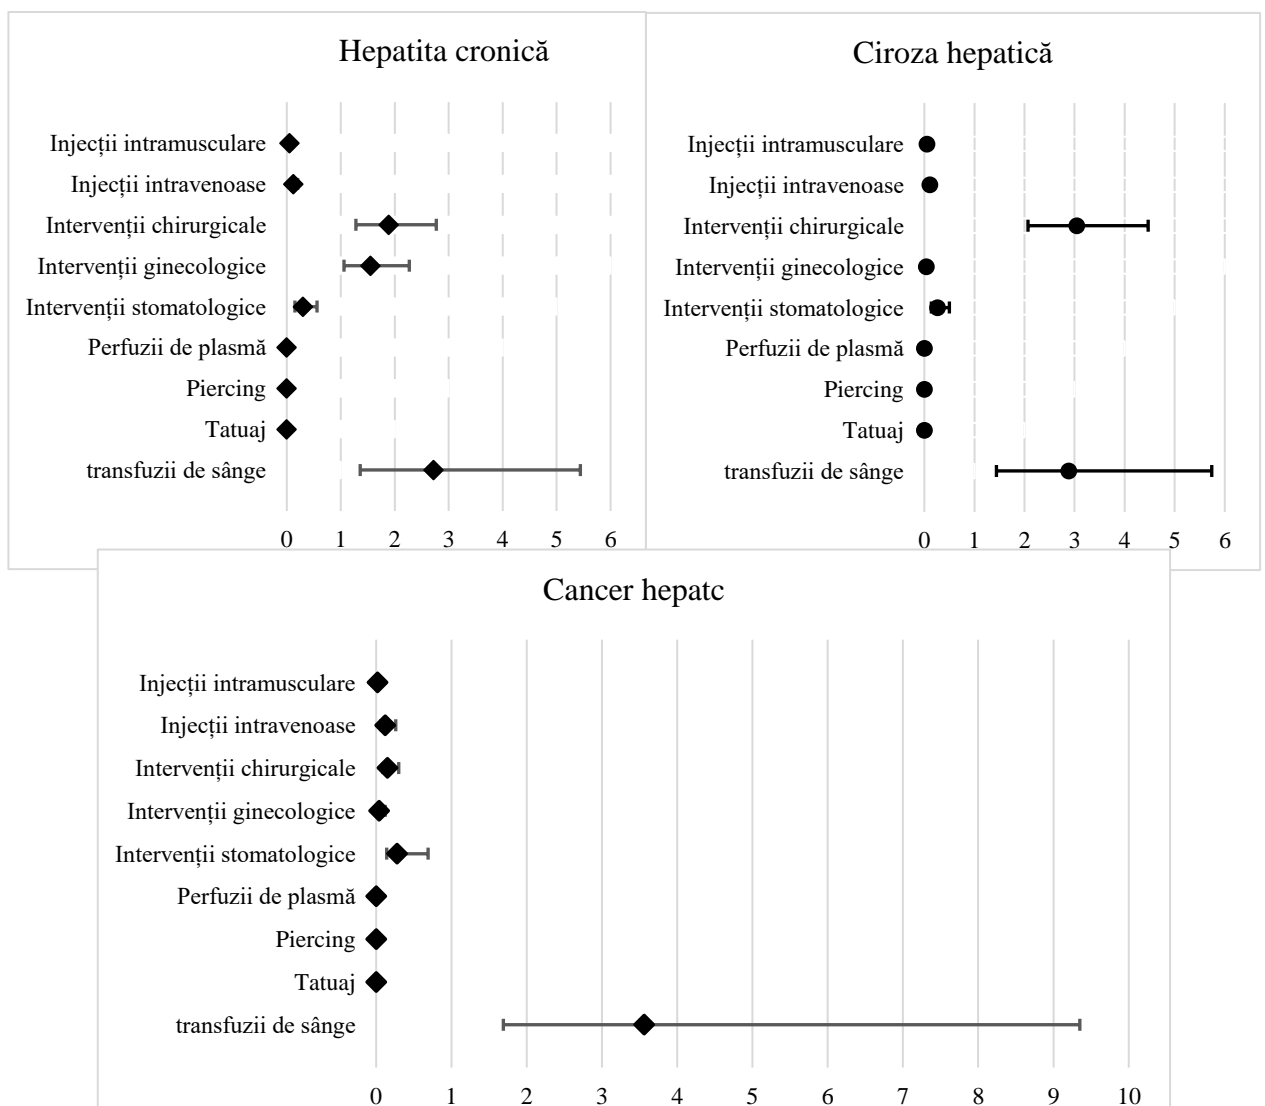 Hepatita cronică
Injecții intramusculare
Injecții intravenoase
Intervenții chirurgicale
Intervenții ginecologice
Intervenții stomatologice
Perfuzii de plasmă
Piercing
Tatuaj
transfuzii de sânge
0 1 2 3 4 5 6
Ciroza hepatică
Injecții intramusculare
Injecții intravenoase
Intervenții chirurgicale
Intervenții ginecologice
Intervenții stomatologice
Perfuzii de plasmă
Piercing
Tatuaj
transfuzii de sânge
0 1 2 3 4 5 6
Cancer hepatc
Injecții intramusculare
Injecții intravenoase
Intervenții chirurgicale
Intervenții ginecologice
Intervenții stomatologice
Perfuzii de plasmă
Piercing
Tatuaj
transfuzii de sânge
0 1 2 3 4 5 6 7 8 9 10